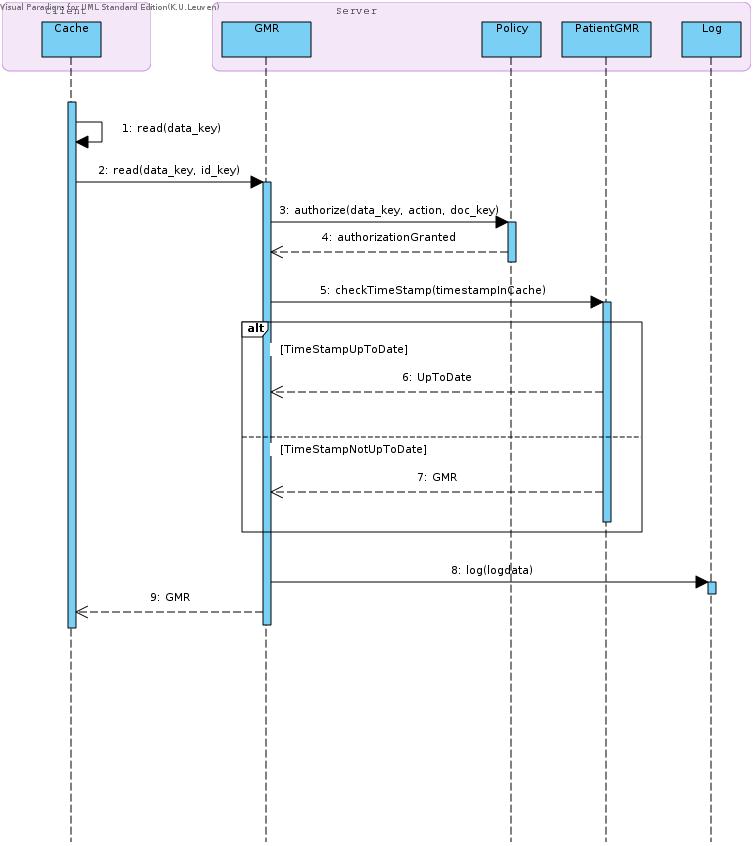 Visual Paradigm for UML Standard Edition(K.U.Leuven)
Client
Server
Cache
GMR
Policy
PatientGMR
Log
1: read(data_key)
2: read(data_key, id_key)
3: authorize(data_key, action, doc_key)
4: authorizationGranted
5: checkTimeStamp(timestampInCache)
alt
[TimeStampUpToDate]
6: UpToDate
[TimeStampNotUpToDate]
7: GMR
8: log(logdata)
9: GMR